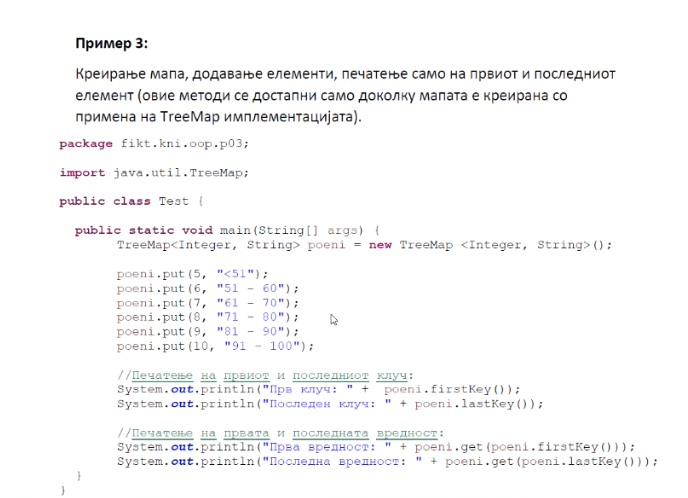 Пример 3:
Креирање мапа, додавање елементи, печатење само на првиот и последниот
елемент (овие методи се достапни само доколку мапата е креирана со
примена на TreeMap имплементацијата).
package fikt.kni.oop.p03;
import java.util.TreeMap;
public class Test {
public static void main(String[] args) {
TreeMap<Integer, String> poeni = new TreeMap <Integer, String>();
poeni.put(5, "<51");
poeni.put(6, "51 - 60");
poeni.put(7, "61 - 70");
poeni.put(8, "71 - 80");
poeni.put(9, "81 - 90");
poeni.put(10, "91 - 100");
//Печатење на првиот и последниот клуч:
System.out.println("Прв клуч: " + poeni.firstKey());
System.out.println("Последен клуч: " + poeni.lastKey());
//Печатење на првата и последната вредност:
System.out.println("Прва вредност: " + poeni.get(poeni.firstKey()));
System.out.println("Последна вредност: " + poeni.get(poeni.lastKey()));
}
}